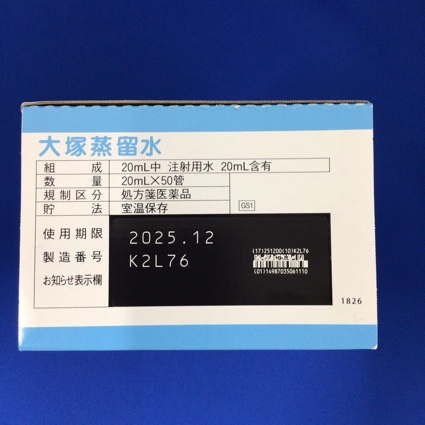 大塚蒸留水
組成 20mL中 注射用水 20mL含有
数量 20mL×50管
規制区分 処方箋医薬品
貯法 室温保存
GS1
使用期限 2025.12
製造番号 K2L76
お知らせ表示欄
(17)251200(10)K2L76
(01)14987035061110
1826